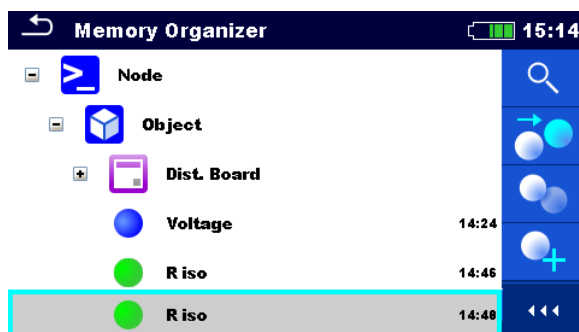 Memory Organizer 15:14
Node
Object
Dist. Board
Voltage 14:24
R iso 14:46
R iso 14:48